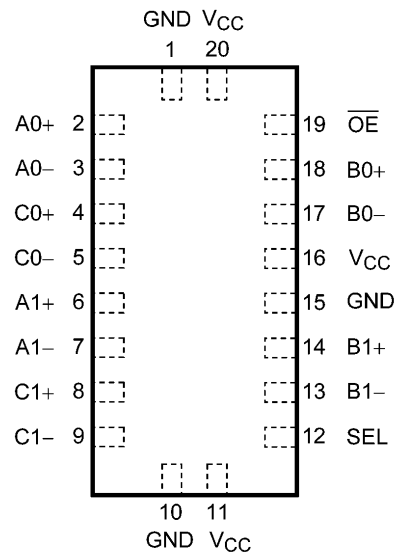 GND VCC
1 20
A0+ 2 19 O̅E̅
A0− 3 18 B0+
C0+ 4 17 B0−
C0− 5 16 VCC
A1+ 6 15 GND
A1− 7 14 B1+
C1+ 8 13 B1−
C1− 9 12 SEL
10 11
GND VCC